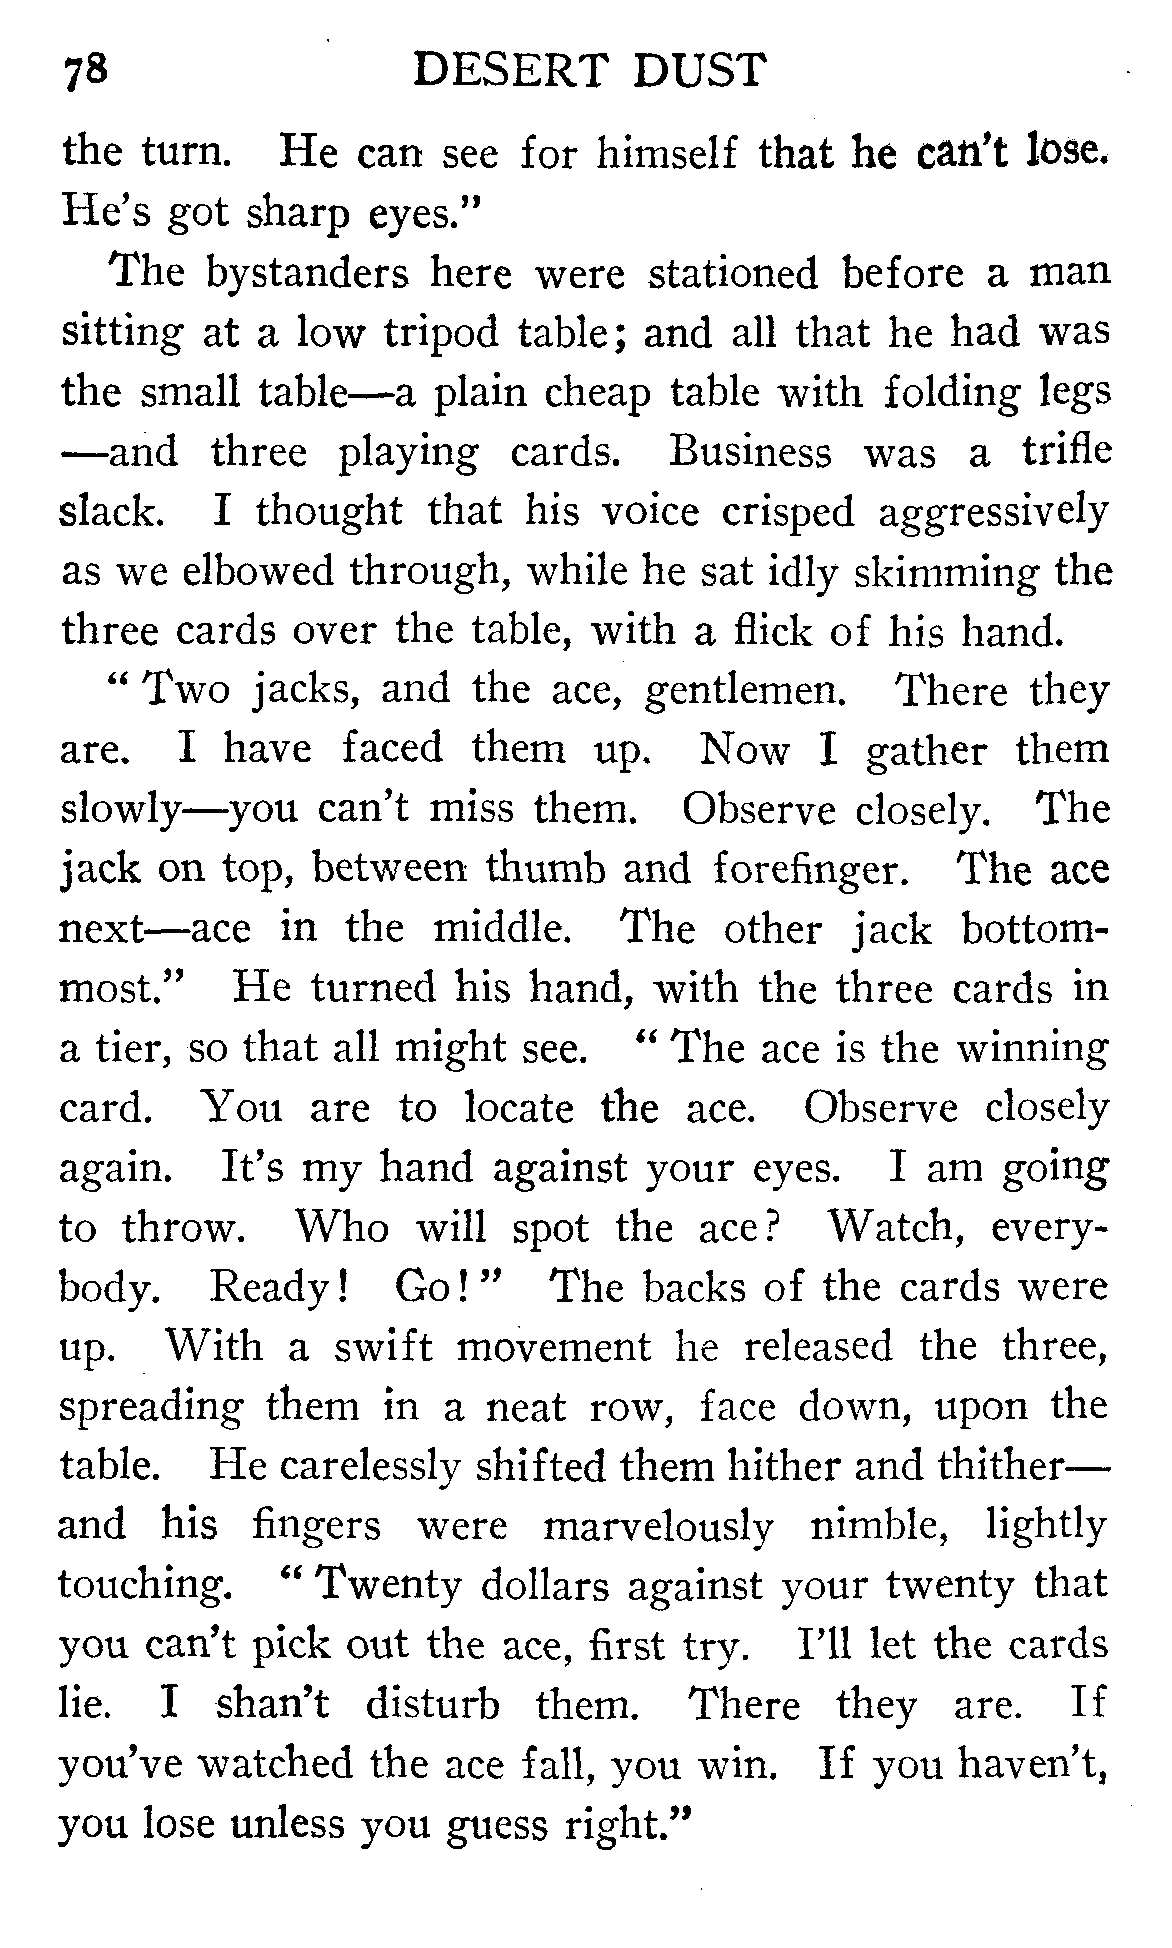 78 DESERT DUST
the turn. He can see for himself that he can't lose.
He's got sharp eyes."
The bystanders here were stationed before a man
sitting at a low tripod table; and all that he had was
the small table—a plain cheap table with folding legs
—and three playing cards. Business was a trifle
slack. I thought that his voice crisped aggressively
as we elbowed through, while he sat idly skimming the
three cards over the table, with a flick of his hand.
"Two jacks, and the ace, gentlemen. There they
are. I have faced them up. Now I gather them
slowly—you can't miss them. Observe closely. The
jack on top, between thumb and forefinger. The ace
next—ace in the middle. The other jack bottom-
most." He turned his hand, with the three cards in
a tier, so that all might see. "The ace is the winning
card. You are to locate the ace. Observe closely
again. It's my hand against your eyes. I am going
to throw. Who will spot the ace? Watch, every-
body. Ready! Go!" The backs of the cards were
up. With a swift movement he released the three,
spreading them in a neat row, face down, upon the
table. He carelessly shifted them hither and thither—
and his fingers were marvelously nimble, lightly
touching. "Twenty dollars against your twenty that
you can't pick out the ace, first try. I'll let the cards
lie. I shan't disturb them. There they are. If
you've watched the ace fall, you win. If you haven't,
you lose unless you guess right."